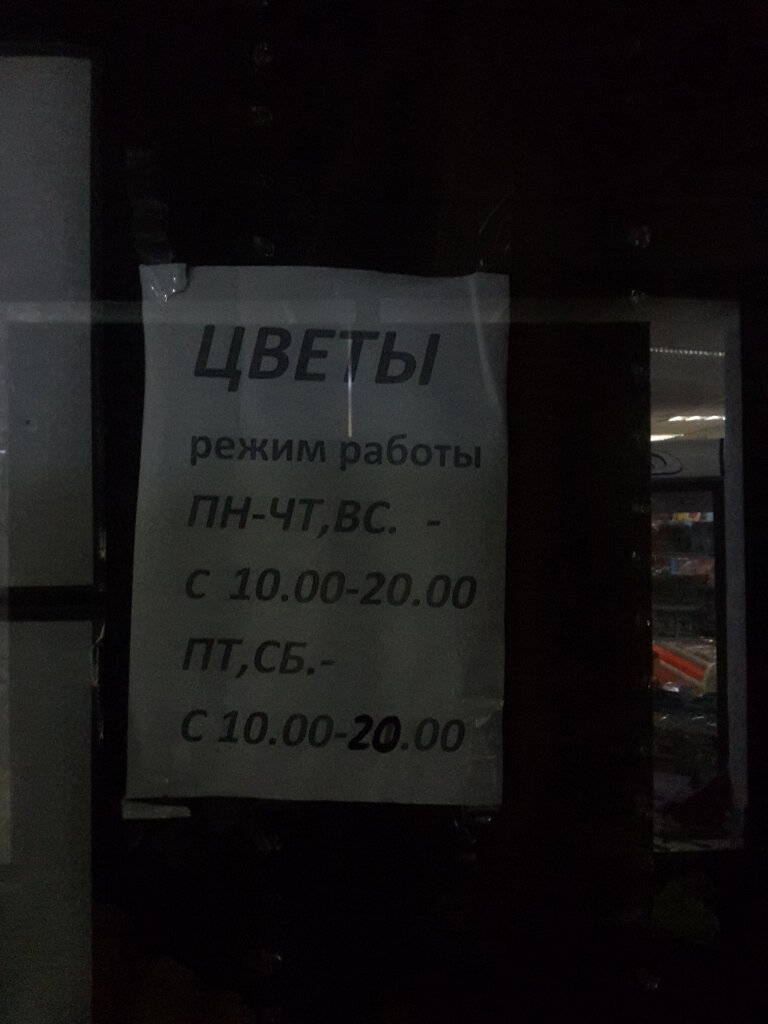 ЦВЕТЫ
режим работы
ПН-ЧТ,ВС. -
С 10.00-20.00
ПТ,СБ.-
С 10.00-20.00